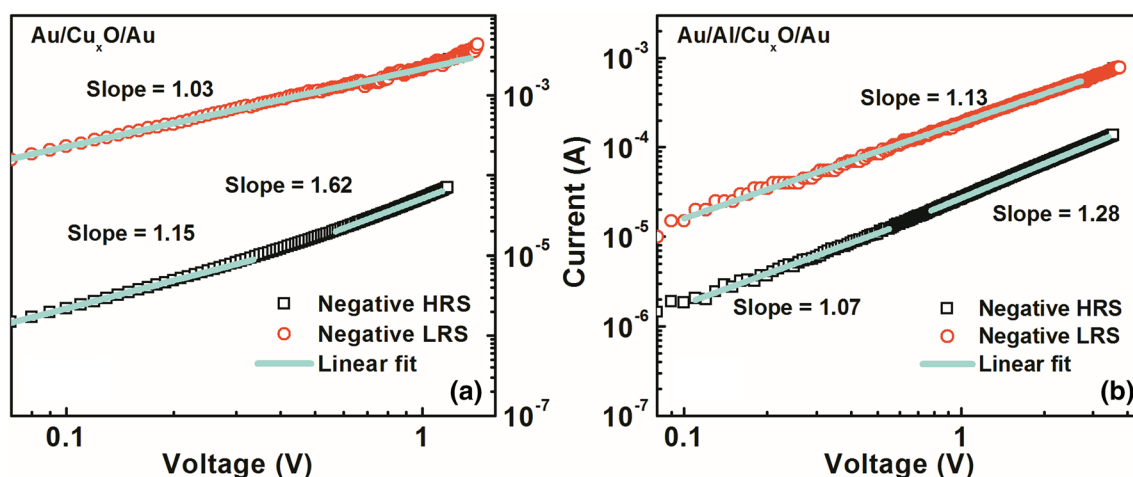 Au/CuₓO/Au
Slope = 1.03
Slope = 1.62
Slope = 1.15
Negative HRS
Negative LRS
Linear fit
(a)
10⁻³
10⁻⁵
10⁻⁷
0.1
1
Voltage (V)
Current (A)
Au/Al/CuₓO/Au
Slope = 1.13
Slope = 1.28
Slope = 1.07
Negative HRS
Negative LRS
Linear fit
(b)
10⁻³
10⁻⁴
10⁻⁵
10⁻⁶
10⁻⁷
0.1
1
Voltage (V)